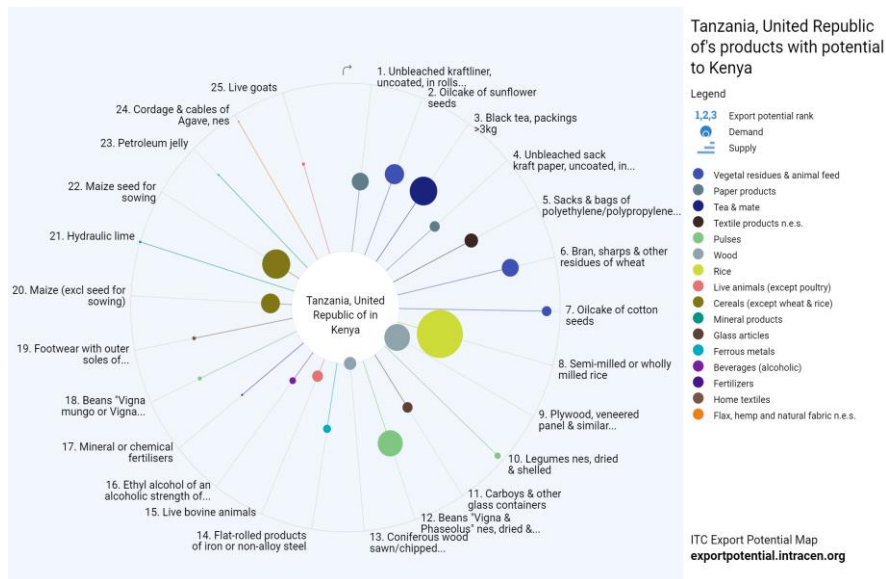 Tanzania, United Republic
of's products with potential
to Kenya
Legend
1,2,3 Export potential rank
Demand
Supply
Vegetal residues & animal feed
Paper products
Tea & mate
Textile products n.e.s.
Pulses
Wood
Rice
Live animals (except poultry)
Cereals (except wheat & rice)
Mineral products
Glass articles
Ferrous metals
Beverages (alcoholic)
Fertilizers
Home textiles
Flax, hemp and natural fabric n.e.s.
ITC Export Potential Map
exportpotential.intracen.org
1. Unbleached kraftliner,
uncoated, in rolls...
2. Oilcake of sunflower
seeds
3. Black tea, packings
>3kg
4. Unbleached sack
kraft paper, uncoated, in...
5. Sacks & bags of
polyethylene/polypropylene...
6. Bran, sharps & other
residues of wheat
7. Oilcake of cotton
seeds
8. Semi-milled or wholly
milled rice
9. Plywood, veneered
panel & similar...
10. Legumes nes, dried
& shelled
11. Carboys & other
glass containers
12. Beans "Vigna &
Phaseolus" nes, dried &...
13. Coniferous wood
sawn/chipped...
14. Flat-rolled products
of iron or non-alloy steel
15. Live bovine animals
16. Ethyl alcohol of an
alcoholic strength of...
17. Mineral or chemical
fertilisers
18. Beans "Vigna
mungo or Vigna...
19. Footwear with outer
soles of...
20. Maize (excl seed for
sowing)
21. Hydraulic lime
22. Maize seed for
sowing
23. Petroleum jelly
24. Cordage & cables of
Agave, nes
25. Live goats
Tanzania, United
Republic of in
Kenya